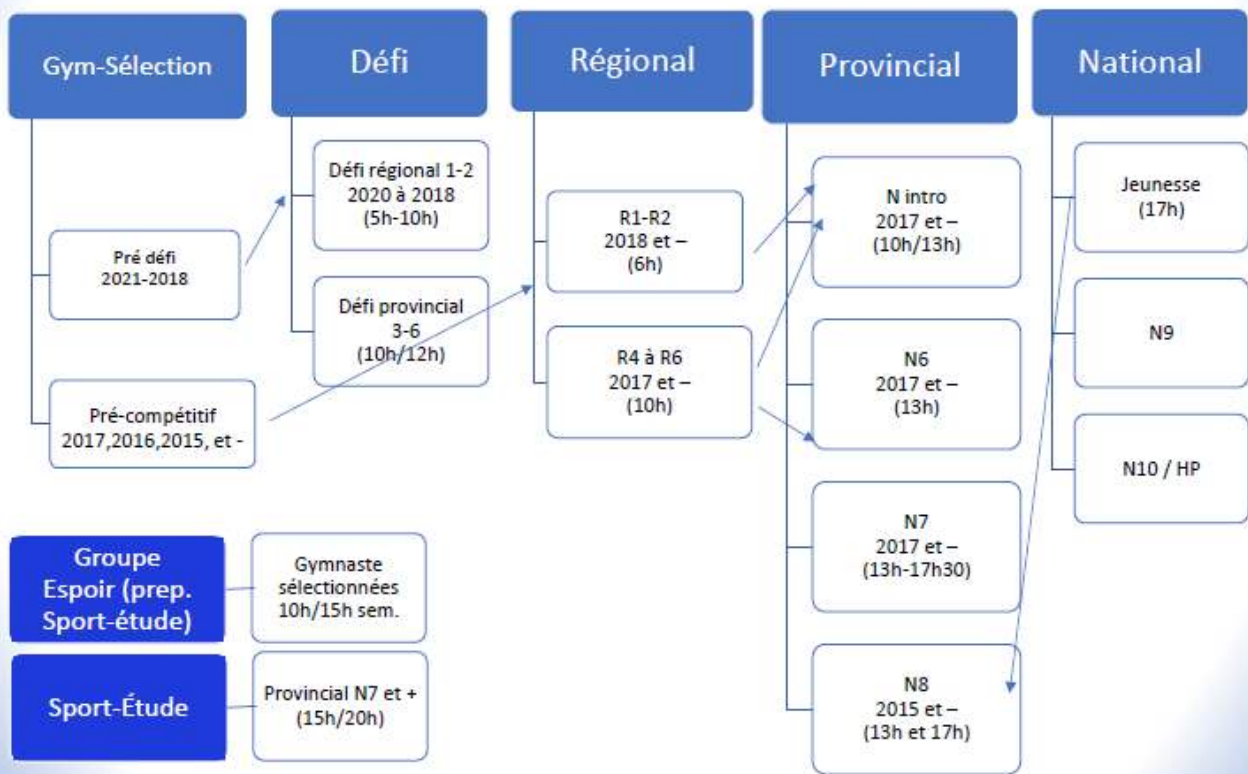 Gym-Sélection
Pré défi
2021-2018
Pré-compétitif
2017,2016,2015, et -
Défi
Défi régional 1-2
2020 à 2018
(5h-10h)
Défi provincial
3-6
(10h/12h)
Régional
R1-R2
2018 et –
(6h)
R4 à R6
2017 et –
(10h)
Provincial
N intro
2017 et –
(10h/13h)
N6
2017 et –
(13h)
N7
2017 et –
(13h-17h30)
N8
2015 et –
(13h et 17h)
National
Jeunesse
(17h)
N9
N10 / HP
Groupe
Espoir (prep.
Sport-étude)
Gymnaste
sélectionnées
10h/15h sem.
Sport-Étude
Provincial N7 et +
(15h/20h)